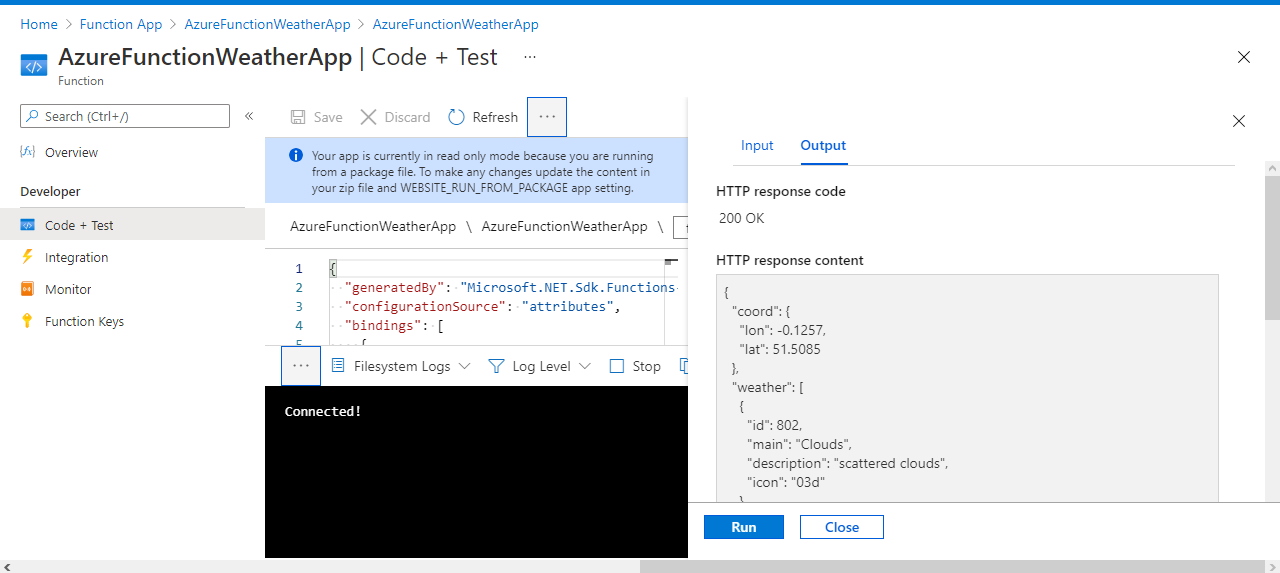 Home > Function App > AzureFunctionWeatherApp > AzureFunctionWeatherApp
AzureFunctionWeatherApp | Code + Test ...
Function
Search (Ctrl+/)
«
Overview
Developer
Code + Test
Integration
Monitor
Function Keys
Save
Discard
Refresh
...
Your app is currently in read only mode because you are running
from a package file. To make any changes update the content in
your zip file and WEBSITE_RUN_FROM_PACKAGE app setting.
AzureFunctionWeatherApp \ AzureFunctionWeatherApp \
1 {
2 "generatedBy": "Microsoft.NET.Sdk.Functions
3 "configurationSource": "attributes",
4 "bindings": [
5 {
... Filesystem Logs Log Level Stop
Connected!
Input Output
HTTP response code
200 OK
HTTP response content
{
"coord": {
"lon": -0.1257,
"lat": 51.5085
},
"weather": [
{
"id": 802,
"main": "Clouds",
"description": "scattered clouds",
"icon": "03d"
}
Run Close